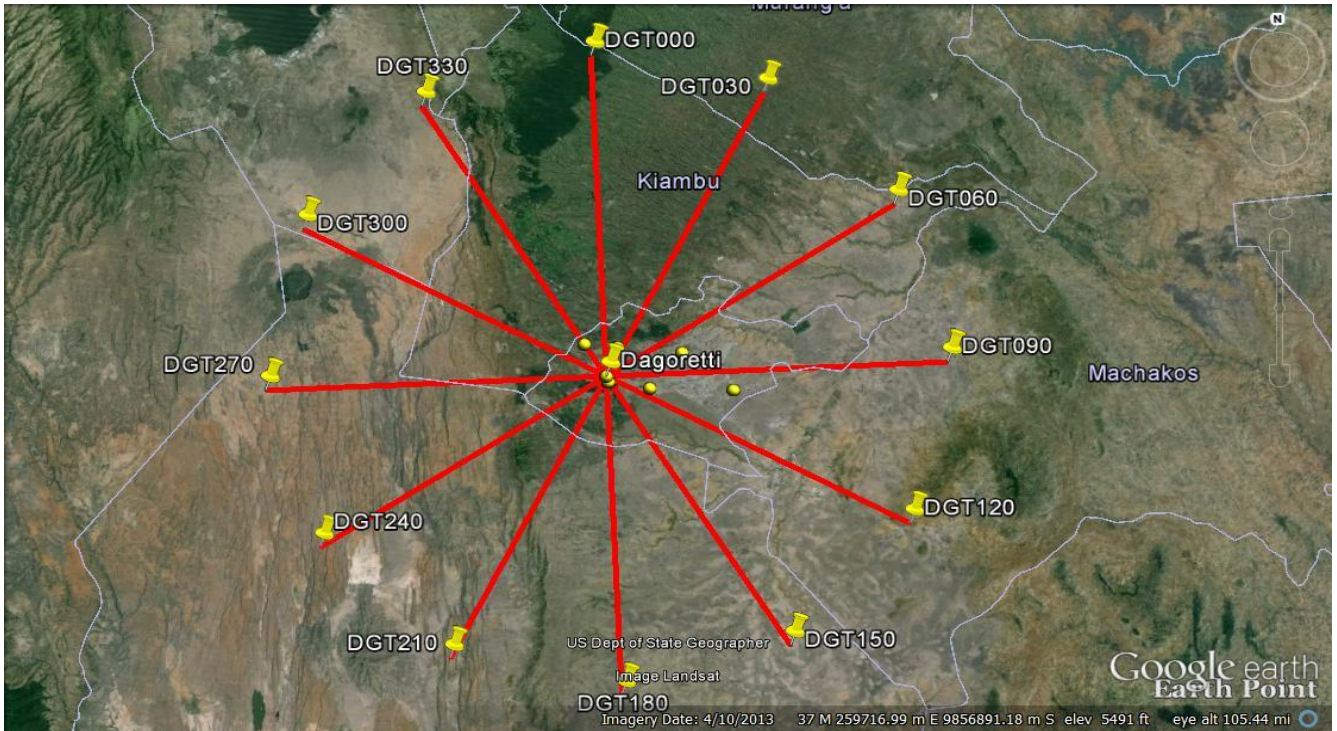 Murang'a
N
DGT000
DGT330
DGT030
Kiambu
DGT060
DGT300
DGT090
Dagoretti
DGT270
Machakos
DGT120
DGT240
DGT150
DGT210
US Dept of State Geographer
Image Landsat
DGT180
Google earth
Earth Point
Imagery Date: 4/10/2013 37 M 259716.99 m E 9856891.18 m S elev 5491 ft eye alt 105.44 mi